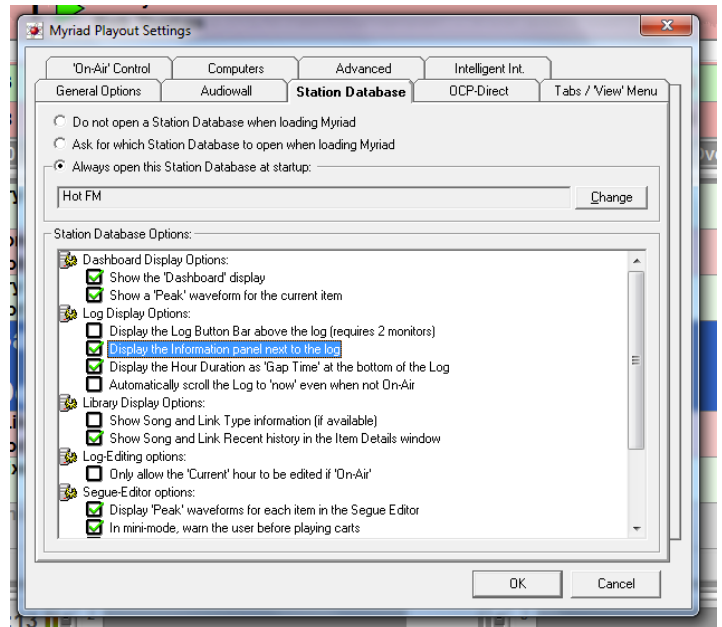 Myriad Playout Settings
'On-Air' Control
Computers
Advanced
Intelligent Int.
General Options
Audiowall
Station Database
OCP-Direct
Tabs / 'View' Menu
Do not open a Station Database when loading Myriad
Ask for which Station Database to open when loading Myriad
Always open this Station Database at startup:
Hot FM
Change
Station Database Options:
Dashboard Display Options:
Show the 'Dashboard' display
Show a 'Peak' waveform for the current item
Log Display Options:
Display the Log Button Bar above the log (requires 2 monitors)
Display the Information panel next to the log
Display the Hour Duration as 'Gap Time' at the bottom of the Log
Automatically scroll the Log to 'now' even when not On-Air
Library Display Options:
Show Song and Link Type information (if available)
Show Song and Link Recent history in the Item Details window
Log-Editing options:
Only allow the 'Current' hour to be edited if 'On-Air'
Segue-Editor options:
Display 'Peak' waveforms for each item in the Segue Editor
In mini-mode, warn the user before playing carts
OK
Cancel